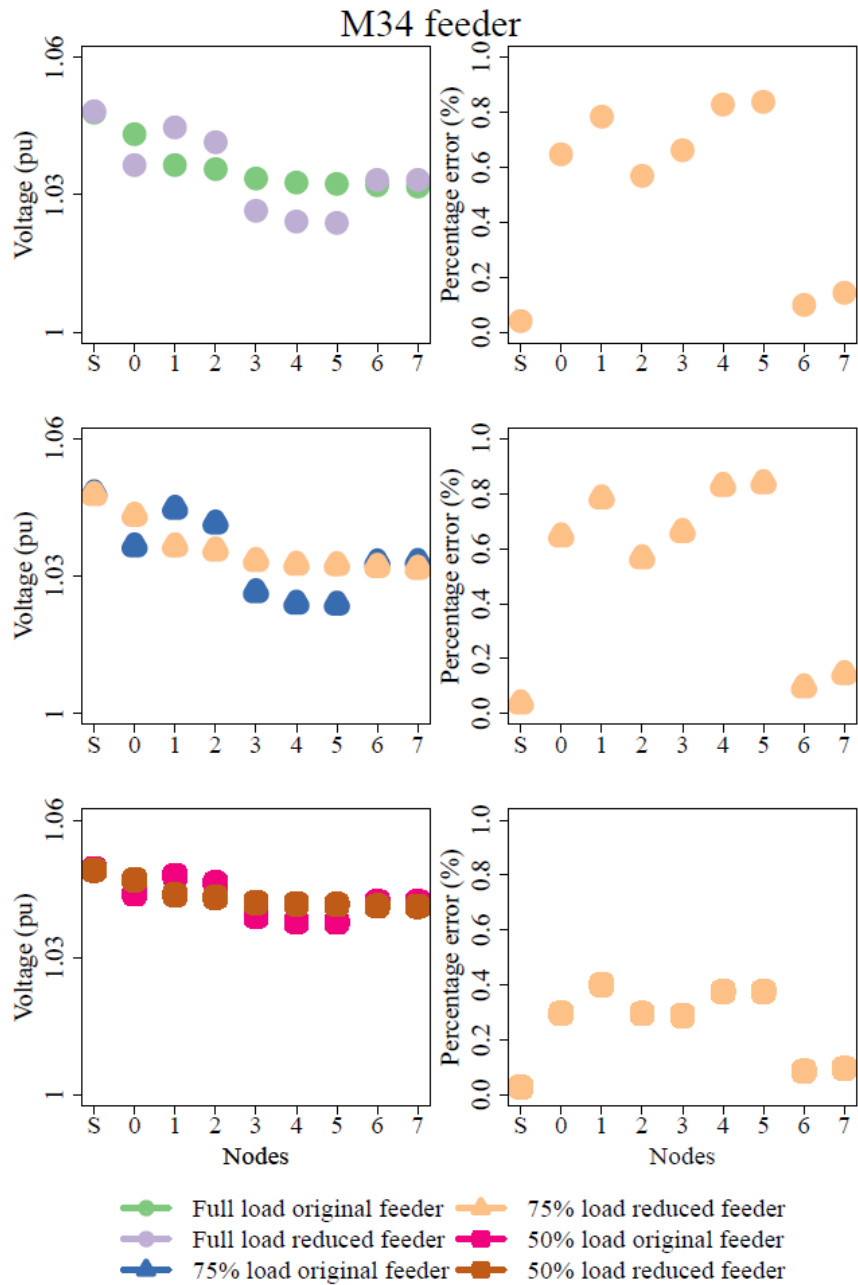 M34 feeder
Voltage (pu)
1.06
1.03
1
S 0 1 2 3 4 5 6 7
Percentage error (%)
1.0
0.8
0.6
0.4
0.2
0.0
S 0 1 2 3 4 5 6 7
Voltage (pu)
1.06
1.03
1
S 0 1 2 3 4 5 6 7
Percentage error (%)
1.0
0.8
0.6
0.4
0.2
0.0
S 0 1 2 3 4 5 6 7
Voltage (pu)
1.06
1.03
1
S 0 1 2 3 4 5 6 7
Nodes
Percentage error (%)
1.0
0.8
0.6
0.4
0.2
0.0
S 0 1 2 3 4 5 6 7
Nodes
Full load original feeder
Full load reduced feeder
75% load original feeder
75% load reduced feeder
50% load original feeder
50% load reduced feeder